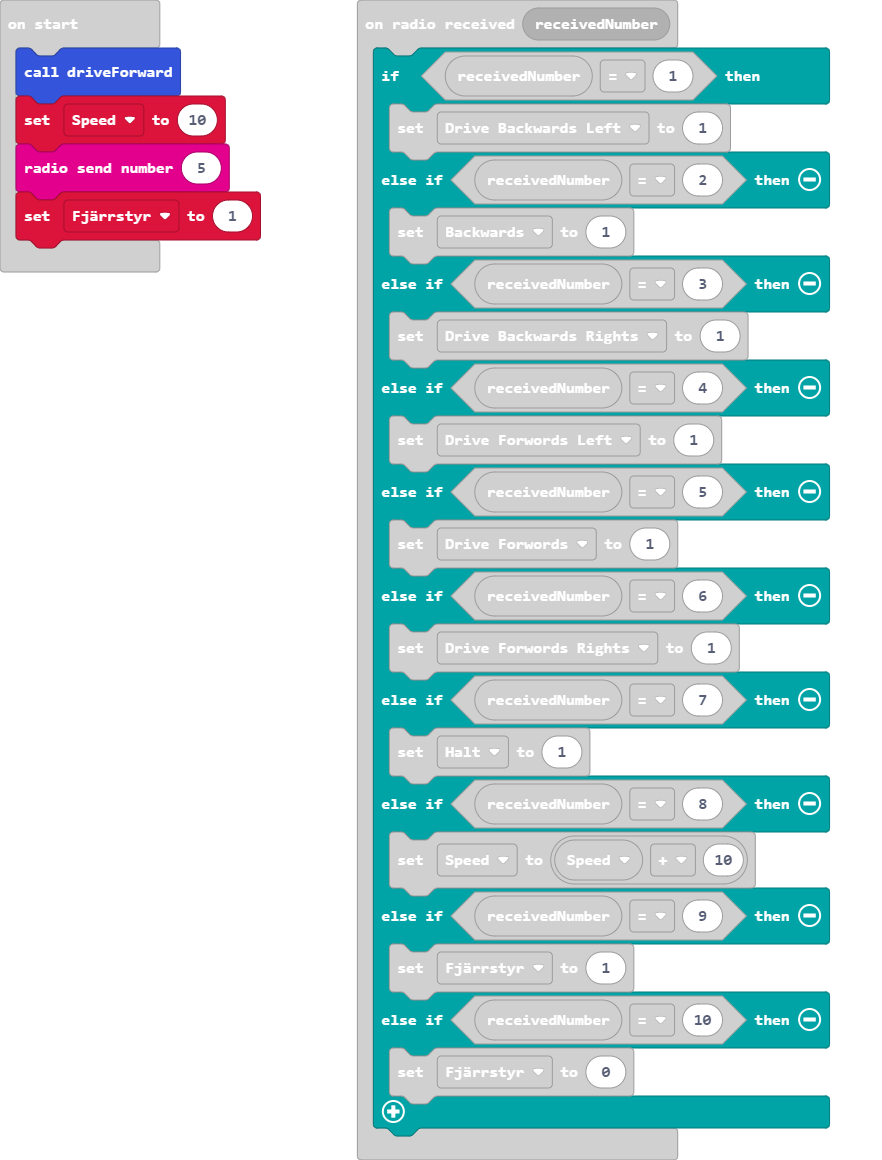 on start
call driveForward
set Speed to 10
radio send number 5
set Fjärrstyr to 1
on radio received receivedNumber
if receivedNumber = 1 then
set Drive Backwards Left to 1
else if receivedNumber = 2 then
set Backwards to 1
else if receivedNumber = 3 then
set Drive Backwards Rights to 1
else if receivedNumber = 4 then
set Drive Forwords Left to 1
else if receivedNumber = 5 then
set Drive Forwords to 1
else if receivedNumber = 6 then
set Drive Forwords Rights to 1
else if receivedNumber = 7 then
set Halt to 1
else if receivedNumber = 8 then
set Speed to Speed + 10
else if receivedNumber = 9 then
set Fjärrstyr to 1
else if receivedNumber = 10 then
set Fjärrstyr to 0